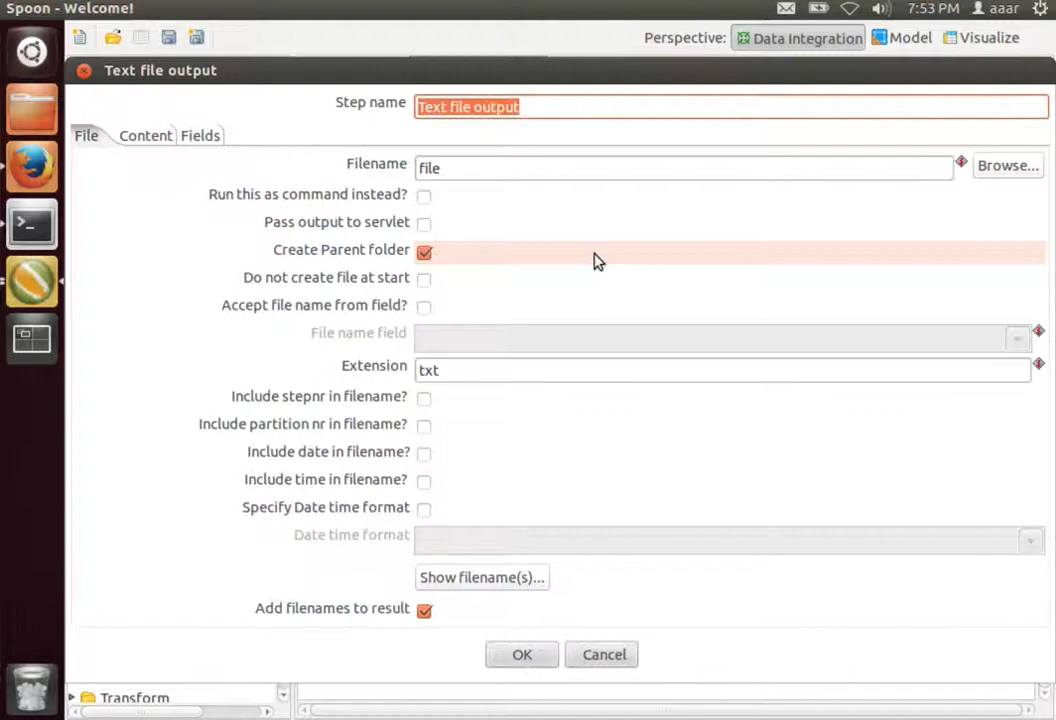 Spoon - Welcome!
7:53 PM
aaar
Perspective:
Data Integration
Model
Visualize
Text file output
Step name
Text file output
File
Content
Fields
Filename
file
Browse...
Run this as command instead?
Pass output to servlet
Create Parent folder
Do not create file at start
Accept file name from field?
File name field
Extension
txt
Include stepnr in filename?
Include partition nr in filename?
Include date in filename?
Include time in filename?
Specify Date time format
Date time format
Show filename(s)...
Add filenames to result
OK
Cancel
Transform